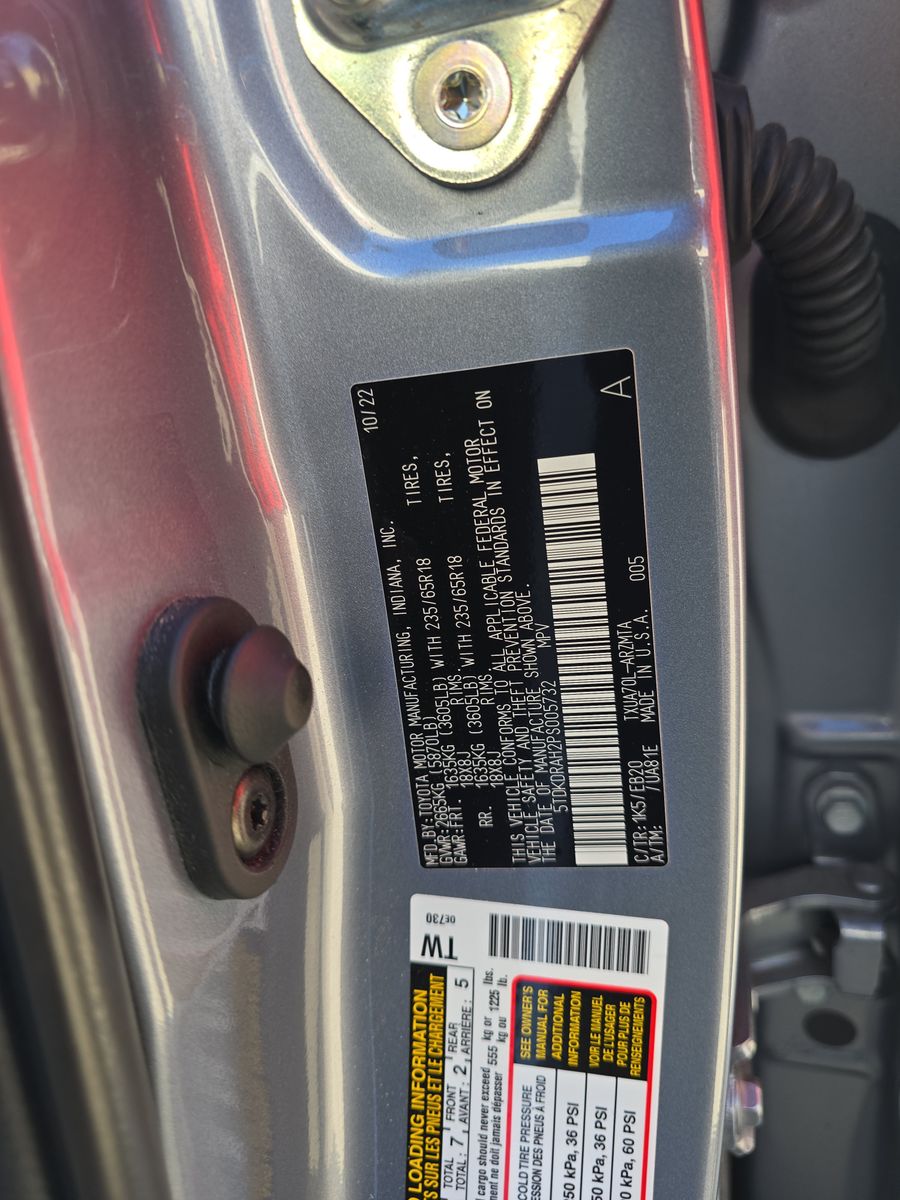 MFD.BY:TOYOTA MOTOR MANUFACTURING, INDIANA, INC. 10/22
GVWR:2665KG (5870LB)
GAWR:FRT. 1635KG (3605LB) WITH 235/65R18 TIRES,
18X8J RIMS
RR. 1635KG (3605LB) WITH 235/65R18 TIRES,
18X8J RIMS
THIS VEHICLE CONFORMS TO ALL APPLICABLE FEDERAL MOTOR
VEHICLE SAFETY AND THEFT PREVENTION STANDARDS IN EFFECT ON
THE DATE OF MANUFACTURE SHOWN ABOVE.
5TDKDRAH2PS005732 MPV
C/TR:1K5/EB20 TXUA70L-ARZMTA 005
A/TM: /UA81E MADE IN U.S.A. A
TW 0E730
LOADING INFORMATION
SUR LES PNEUS ET LE CHARGEMENT
TOTAL 7 FRONT 2 REAR 5
TOTAL: AVANT: ARRIÈRE:
cargo should never exceed 555 kg or 1225 lbs.
ne doit jamais dépasser kg ou lb.
COLD TIRE PRESSURE
PRESSION DES PNEUS À FROID
50 kPa, 36 PSI
50 kPa, 36 PSI
0 kPa, 60 PSI
SEE OWNER'S
MANUAL FOR
ADDITIONAL
INFORMATION
VOIR LE MANUEL
DE L'USAGER
POUR PLUS DE
RENSEIGNEMENTS